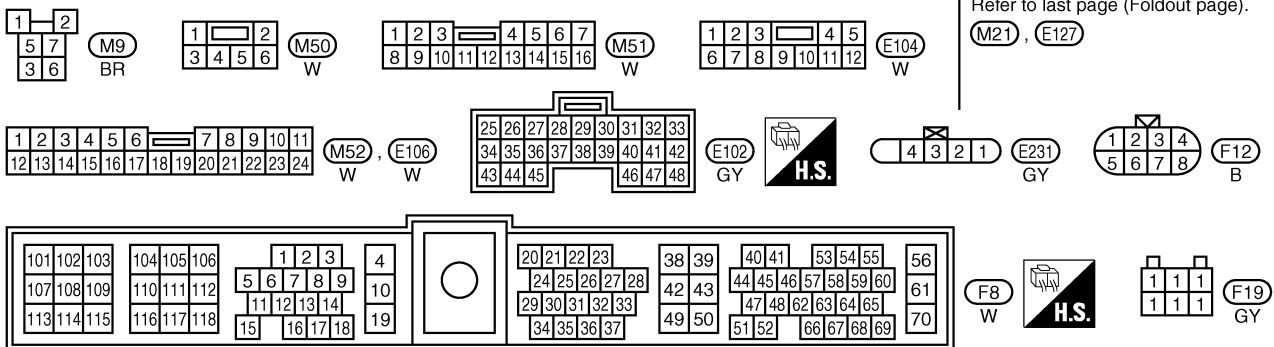 Refer to last page (Foldout page).
M21 , E127
1 2
5 7
3 6
M9
BR
1 2
3 4 5 6
M50
W
1 2 3 4 5 6 7
8 9 10 11 12 13 14 15 16
M51
W
1 2 3 4 5
6 7 8 9 10 11 12
E104
W
1 2 3 4 5 6 7 8 9 10 11
12 13 14 15 16 17 18 19 20 21 22 23 24
M52 , E106
W W
25 26 27 28 29 30 31 32 33
34 35 36 37 38 39 40 41 42
43 44 45 46 47 48
E102
GY
H.S.
4 3 2 1
E231
GY
1 2 3 4
5 6 7 8
F12
B
101 102 103
107 108 109
113 114 115
104 105 106
110 111 112
116 117 118
1 2 3
5 6 7 8 9
11 12 13 14
15 16 17 18
4
10
19
20 21 22 23
24 25 26 27 28
29 30 31 32 33
34 35 36 37
38 39
42 43
49 50
40 41 53 54 55
44 45 46 57 58 59 60
47 48 62 63 64 65
51 52 66 67 68 69
56
61
70
F8
W
H.S.
1 1 1
1 1 1
F19
GY